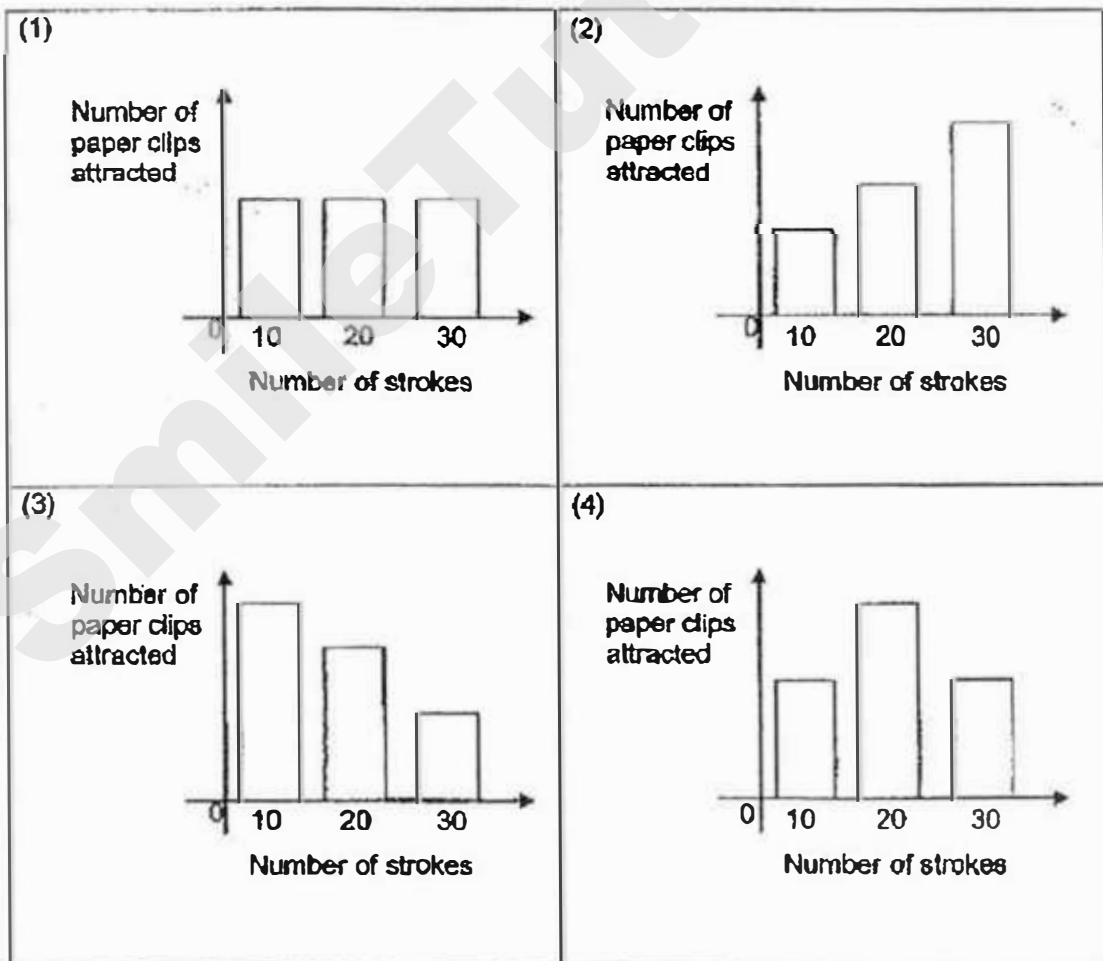 (1)
Number of
paper clips
attracted
0
10 20 30
Number of strokes
(2)
Number of
paper clips
attracted
0
10 20 30
Number of strokes
(3)
Number of
paper clips
attracted
0
10 20 30
Number of strokes
(4)
Number of
paper clips
attracted
0
10 20 30
Number of strokes